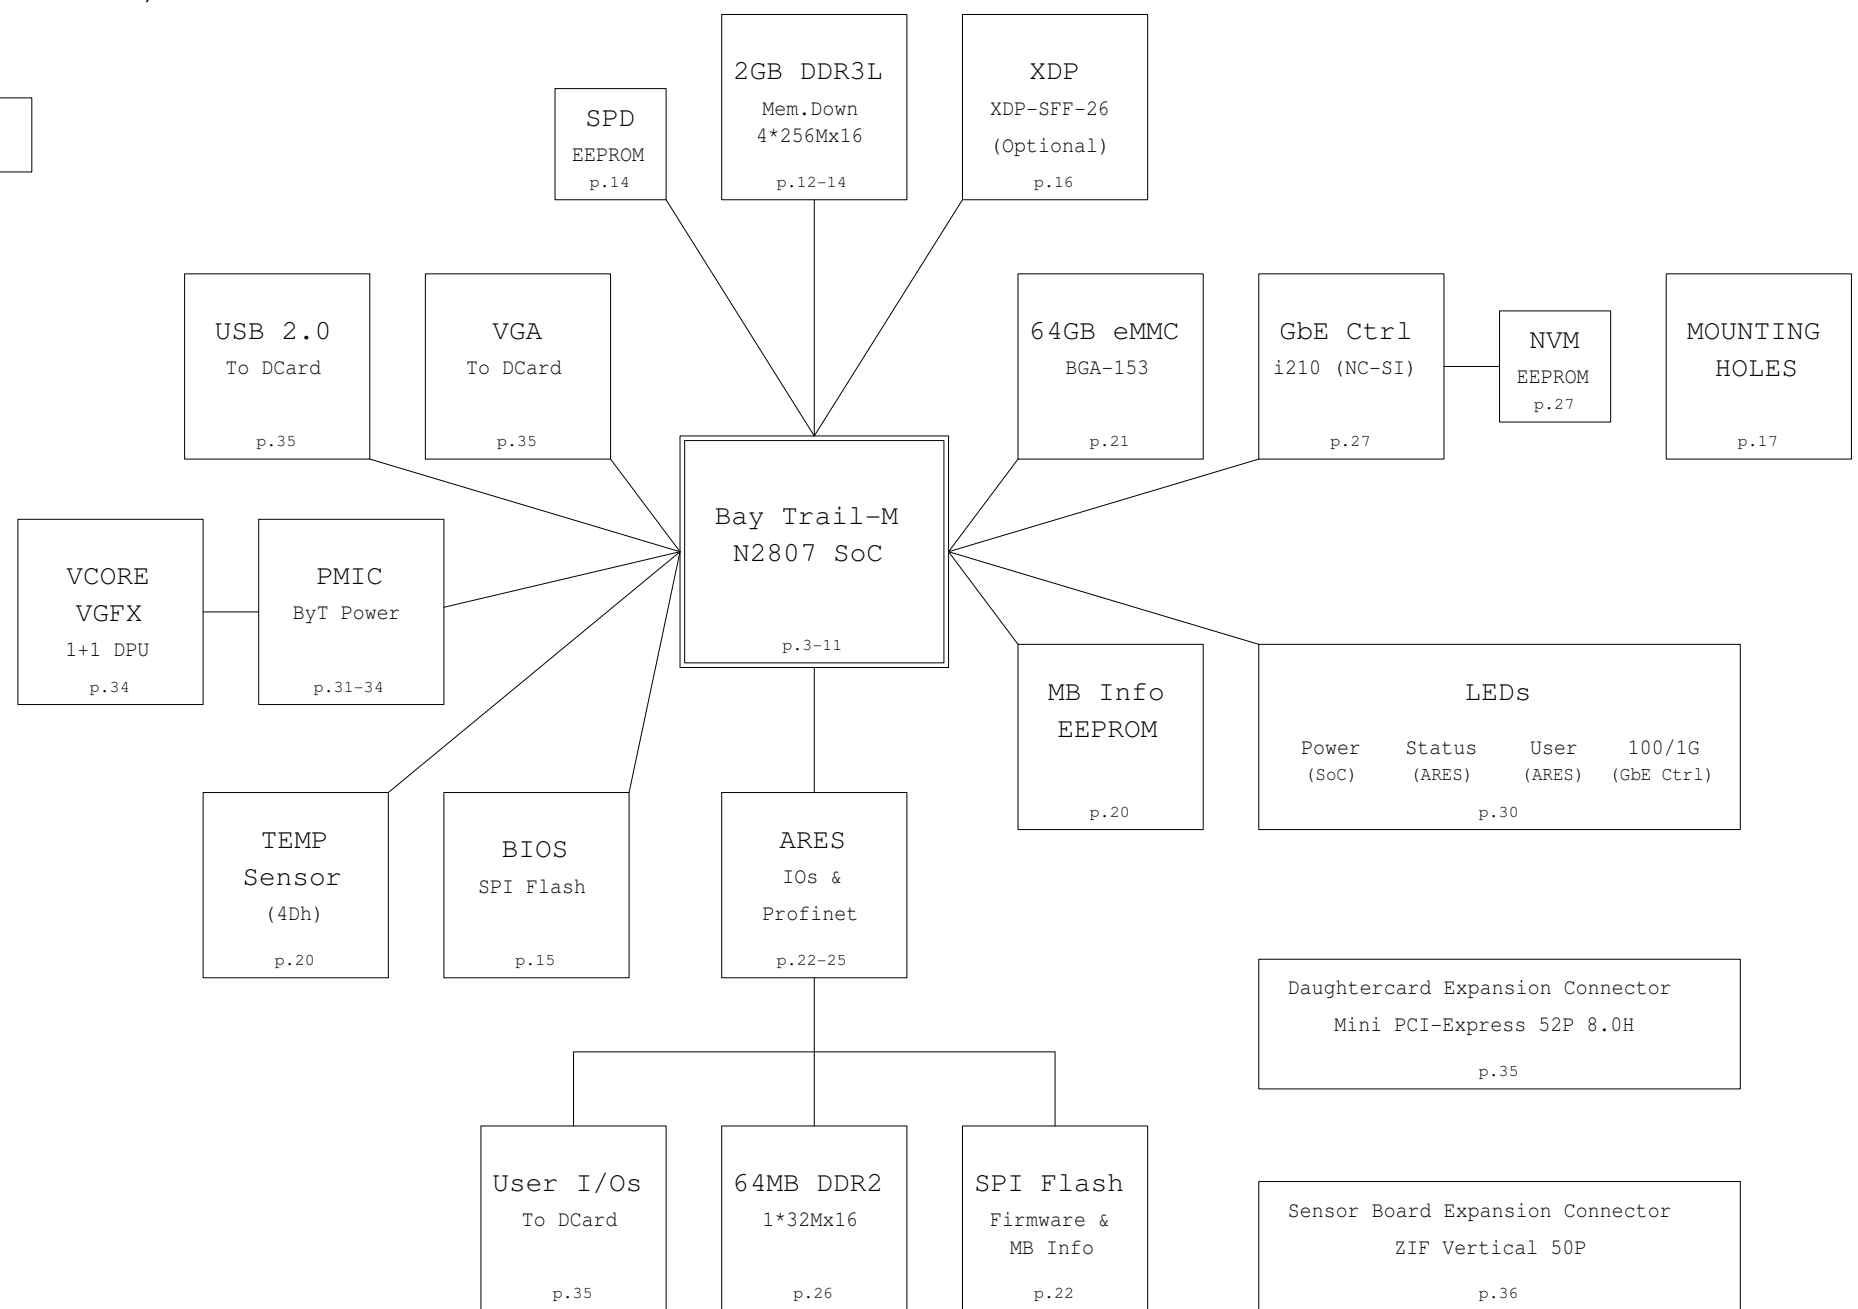 2GB DDR3L
Mem.Down
4*256Mx16
p.12-14
XDP
XDP-SFF-26
(Optional)
p.16
SPD
EEPROM
p.14
USB 2.0
To DCard
p.35
VGA
To DCard
p.35
64GB eMMC
BGA-153
p.21
GbE Ctrl
i210 (NC-SI)
p.27
NVM
EEPROM
p.27
MOUNTING
HOLES
p.17
Bay Trail-M
N2807 SoC
p.3-11
VCORE
VGFX
1+1 DPU
p.34
PMIC
ByT Power
p.31-34
MB Info
EEPROM
p.20
LEDs
Power Status User 100/1G
(SoC) (ARES) (ARES) (GbE Ctrl)
p.30
TEMP
Sensor
(4Dh)
p.20
BIOS
SPI Flash
p.15
ARES
IOs &
Profinet
p.22-25
Daughtercard Expansion Connector
Mini PCI-Express 52P 8.0H
p.35
User I/Os
To DCard
p.35
64MB DDR2
1*32Mx16
p.26
SPI Flash
Firmware &
MB Info
p.22
Sensor Board Expansion Connector
ZIF Vertical 50P
p.36